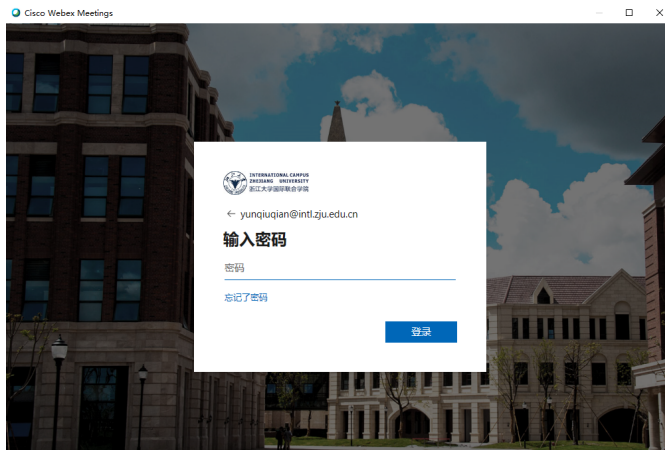 Cisco Webex Meetings
INTERNATIONAL CAMPUS
ZHEJIANG UNIVERSITY
浙江大学国际联合学院
← yunqiuqian@intl.zju.edu.cn
输入密码
密码
忘记了密码
登录